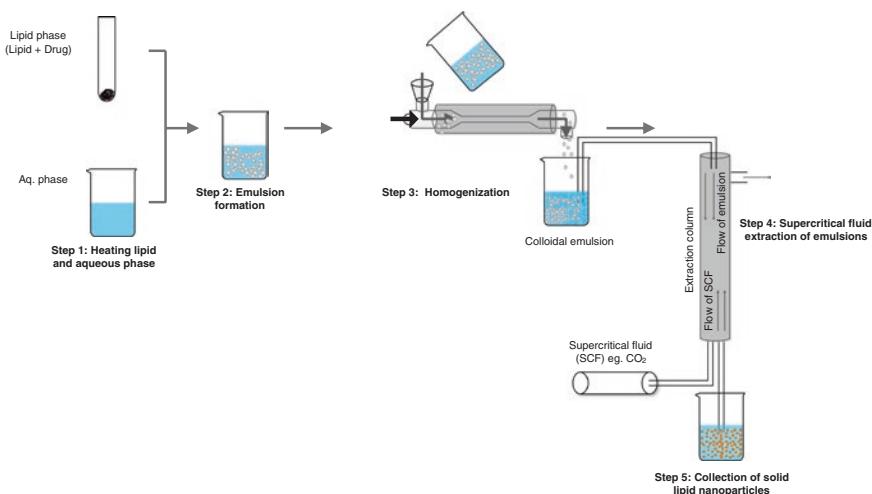 Lipid phase
(Lipid + Drug)
Aq. phase
Step 1: Heating lipid
and aqueous phase
Step 2: Emulsion
formation
Step 3: Homogenization
Colloidal emulsion
Extraction column
Flow of SCF
Flow of emulsion
Step 4: Supercritical fluid
extraction of emulsions
Supercritical fluid
(SCF) eg. CO₂
Step 5: Collection of solid
lipid nanoparticles